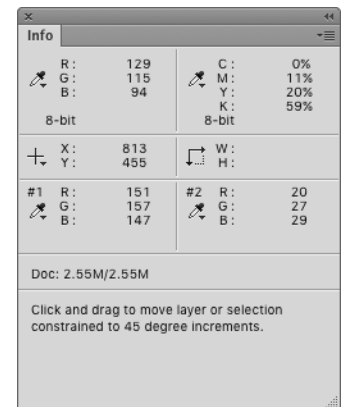 Info
R: 129 C: 0%
G: 115 M: 11%
B: 94 Y: 20%
K: 59%
8-bit 8-bit
X: 813 W:
Y: 455 H:
#1 R: 151 #2 R: 20
G: 157 G: 27
B: 147 B: 29
Doc: 2.55M/2.55M
Click and drag to move layer or selection
constrained to 45 degree increments.